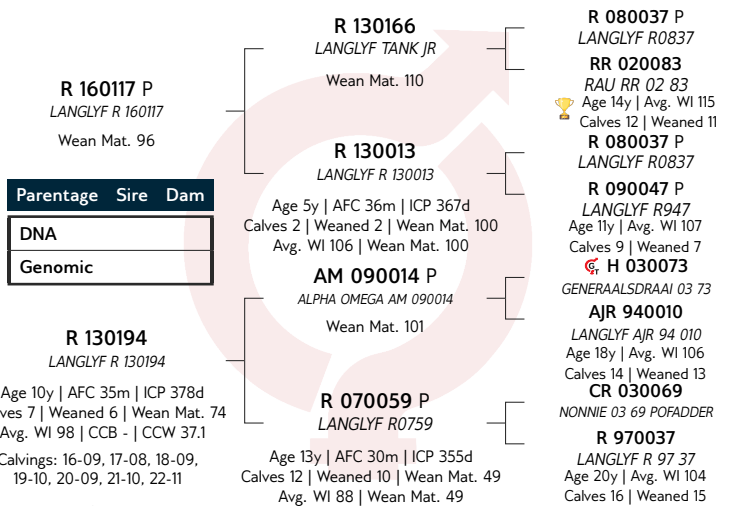 R 160117 P
LANGLYF R 160117
Wean Mat. 96
Parentage Sire Dam
DNA
Genomic
R 130194
LANGLYF R 130194
Age 10y | AFC 35m | ICP 378d
ves 7 | Weaned 6 | Wean Mat. 74
Avg. WI 98 | CCB - | CCW 37.1
Calvings: 16-09, 17-08, 18-09,
19-10, 20-09, 21-10, 22-11
R 130166
LANGLYF TANK JR
Wean Mat. 110
R 130013
LANGLYF R 130013
Age 5y | AFC 36m | ICP 367d
Calves 2 | Weaned 2 | Wean Mat. 100
Avg. WI 106 | Wean Mat. 100
AM 090014 P
ALPHA OMEGA AM 090014
Wean Mat. 101
R 070059 P
LANGLYF R0759
Age 13y | AFC 30m | ICP 355d
Calves 12 | Weaned 10 | Wean Mat. 49
Avg. WI 88 | Wean Mat. 49
R 080037 P
LANGLYF R0837
RR 020083
RAU RR 02 83
Age 14y | Avg. WI 115
Calves 12 | Weaned 11
R 080037 P
LANGLYF R0837
R 090047 P
LANGLYF R947
Age 11y | Avg. WI 107
Calves 9 | Weaned 7
GT H 030073
GENERAALSDRAAI 03 73
AJR 940010
LANGLYF AJR 94 010
Age 18y | Avg. WI 106
Calves 14 | Weaned 13
CR 030069
NONNIE 03 69 POFADDER
R 970037
LANGLYF R 97 37
Age 20y | Avg. WI 104
Calves 16 | Weaned 15